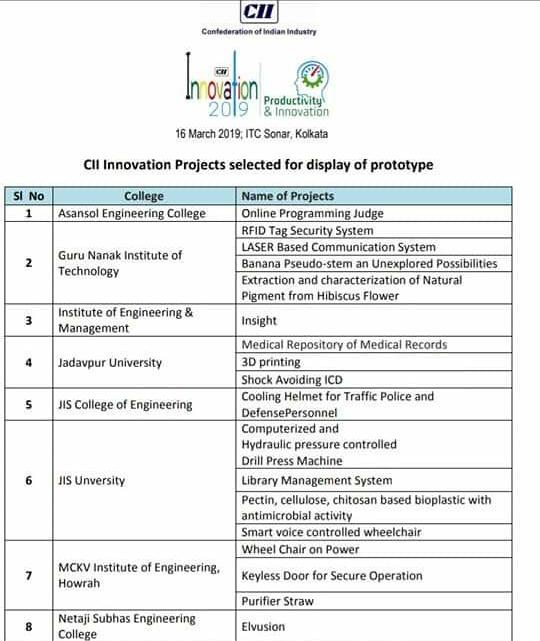 CII
Confederation of Indian Industry
CII
Innovation
2019
Productivity
& Innovation
16 March 2019; ITC Sonar, Kolkata
CII Innovation Projects selected for display of prototype
Sl No College Name of Projects
1 Asansol Engineering College Online Programming Judge
2 Guru Nanak Institute of
Technology
RFID Tag Security System
LASER Based Communication System
Banana Pseudo-stem an Unexplored Possibilities
Extraction and characterization of Natural
Pigment from Hibiscus Flower
3 Institute of Engineering &
Management
Insight
4 Jadavpur University
Medical Repository of Medical Records
3D printing
Shock Avoiding ICD
5 JIS College of Engineering
Cooling Helmet for Traffic Police and
DefensePersonnel
6 JIS Unversity
Computerized and
Hydraulic pressure controlled
Drill Press Machine
Library Management System
Pectin, cellulose, chitosan based bioplastic with
antimicrobial activity
Smart voice controlled wheelchair
7 MCKV Institute of Engineering,
Howrah
Wheel Chair on Power
Keyless Door for Secure Operation
Purifier Straw
8 Netaji Subhas Engineering
College
Elvusion